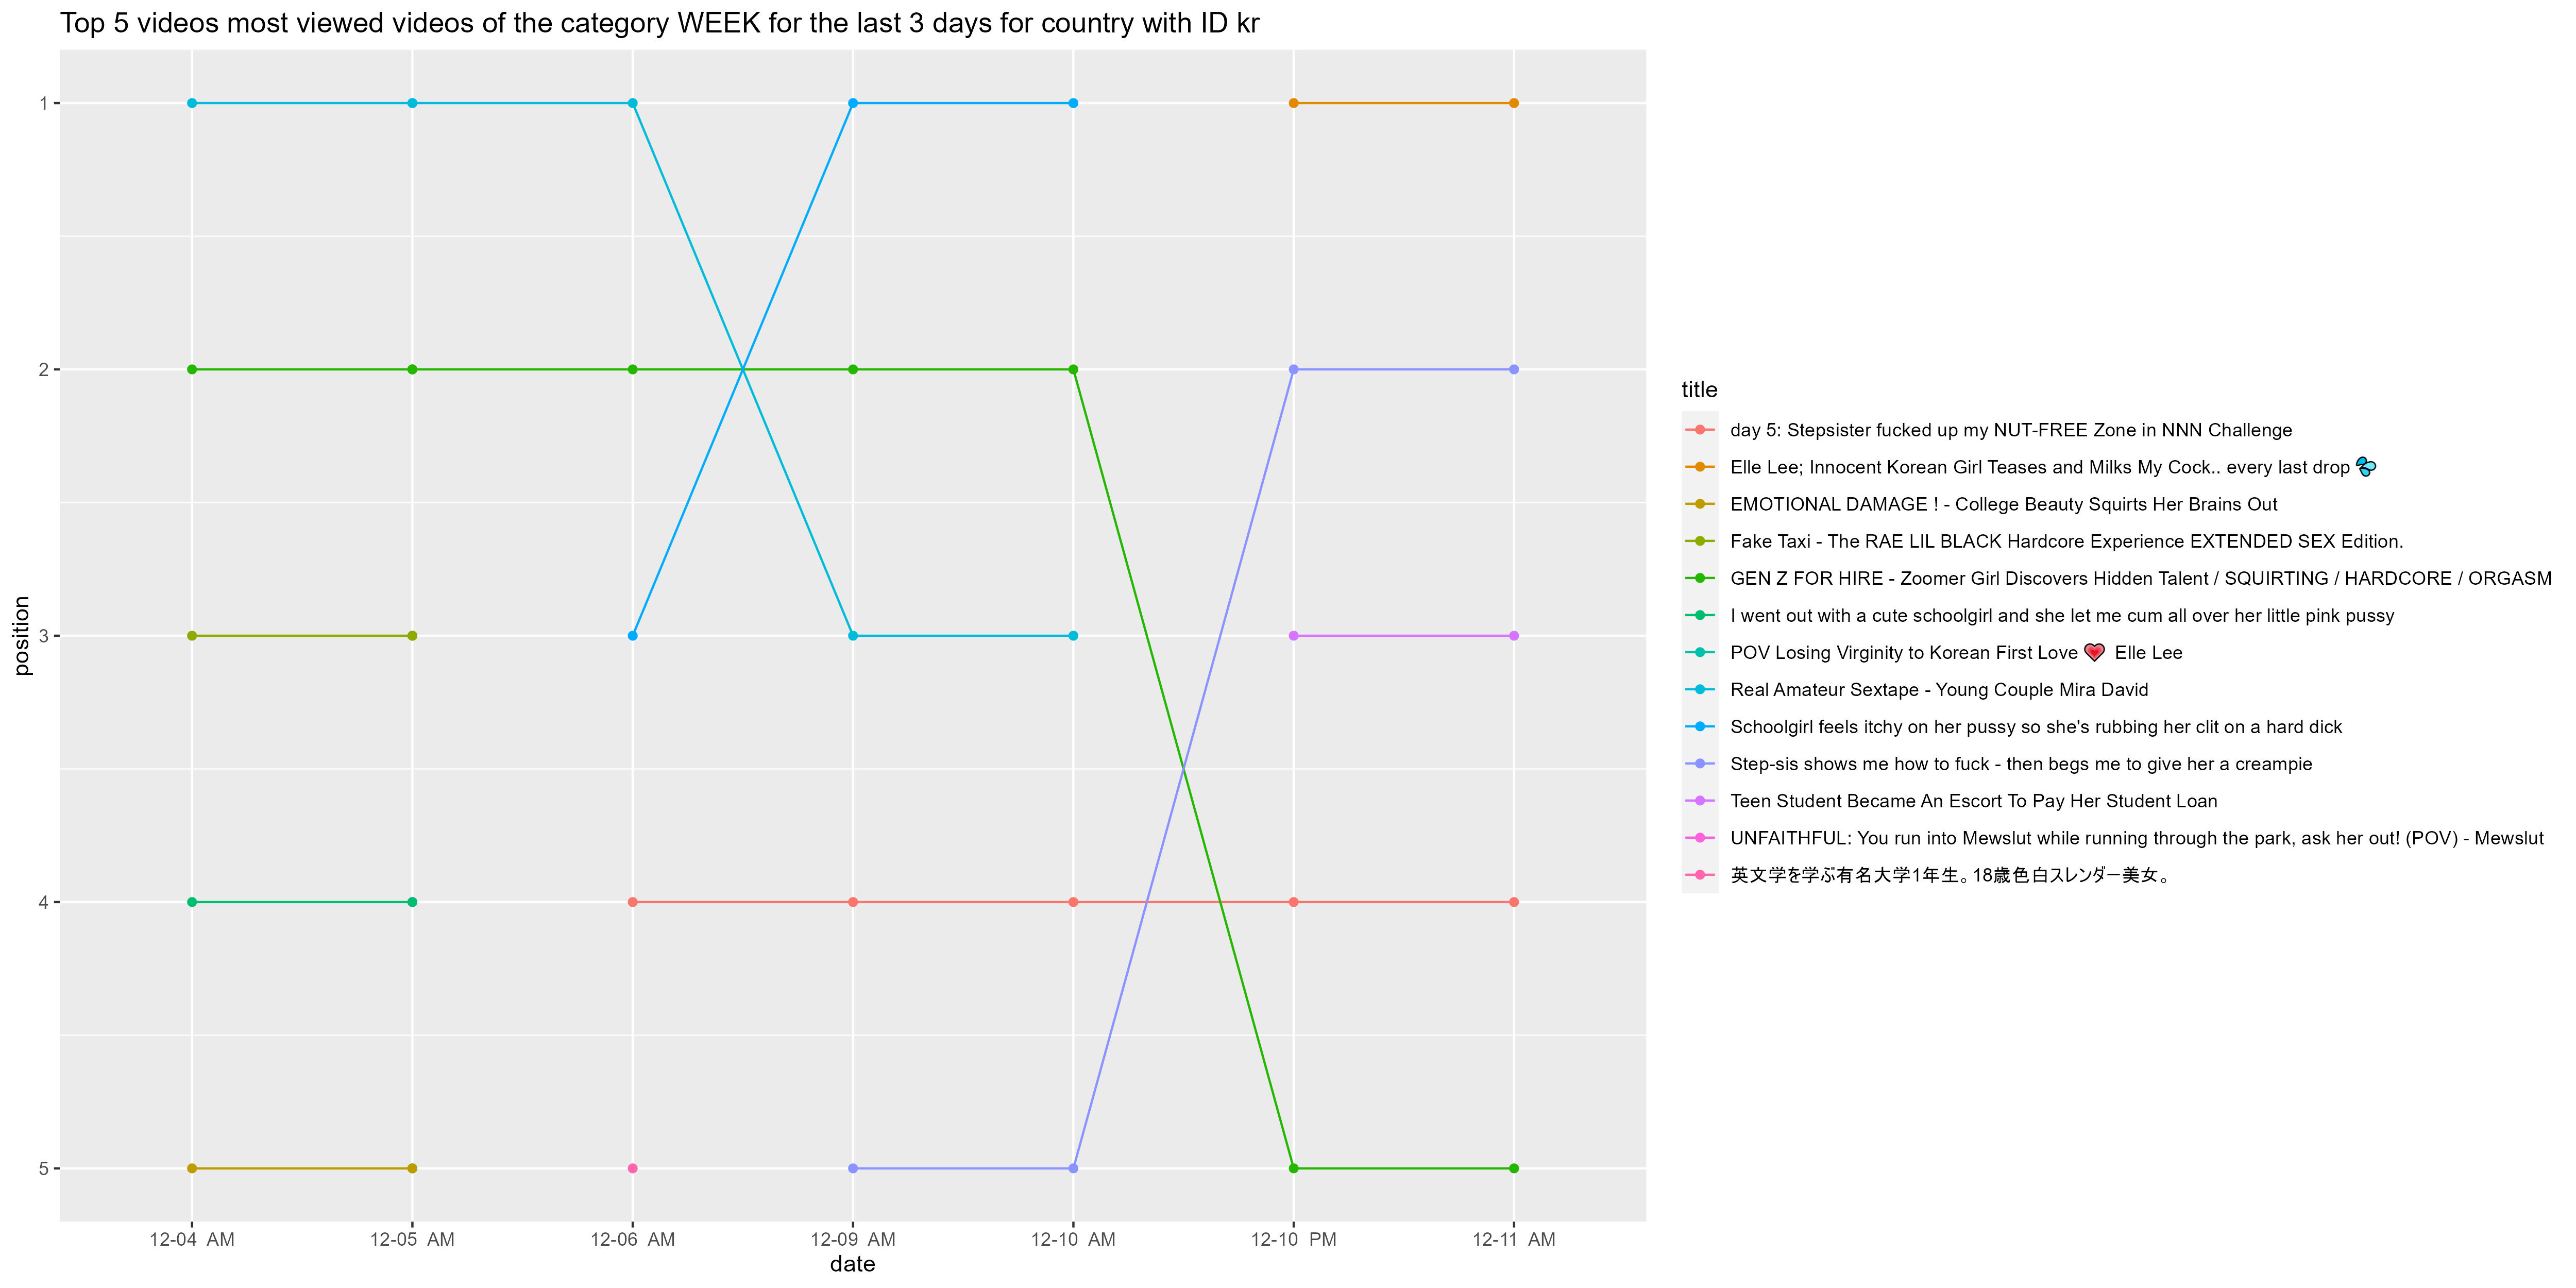 Top 5 videos most viewed videos of the category WEEK for the last 3 days for country with ID kr
position
1
2
3
4
5
12-04 AM
12-05 AM
12-06 AM
12-09 AM
12-10 AM
12-10 PM
12-11 AM
date
title
day 5: Stepsister fucked up my NUT-FREE Zone in NNN Challenge
Elle Lee; Innocent Korean Girl Teases and Milks My Cock.. every last drop 💦
EMOTIONAL DAMAGE ! - College Beauty Squirts Her Brains Out
Fake Taxi - The RAE LIL BLACK Hardcore Experience EXTENDED SEX Edition.
GEN Z FOR HIRE - Zoomer Girl Discovers Hidden Talent / SQUIRTING / HARDCORE / ORGASM
I went out with a cute schoolgirl and she let me cum all over her little pink pussy
POV Losing Virginity to Korean First Love 💗 Elle Lee
Real Amateur Sextape - Young Couple Mira David
Schoolgirl feels itchy on her pussy so she's rubbing her clit on a hard dick
Step-sis shows me how to fuck - then begs me to give her a creampie
Teen Student Became An Escort To Pay Her Student Loan
UNFAITHFUL: You run into Mewslut while running through the park, ask her out! (POV) - Mewslut
英文学を学ぶ有名大学1年生。18歳色白スレンダー美女。